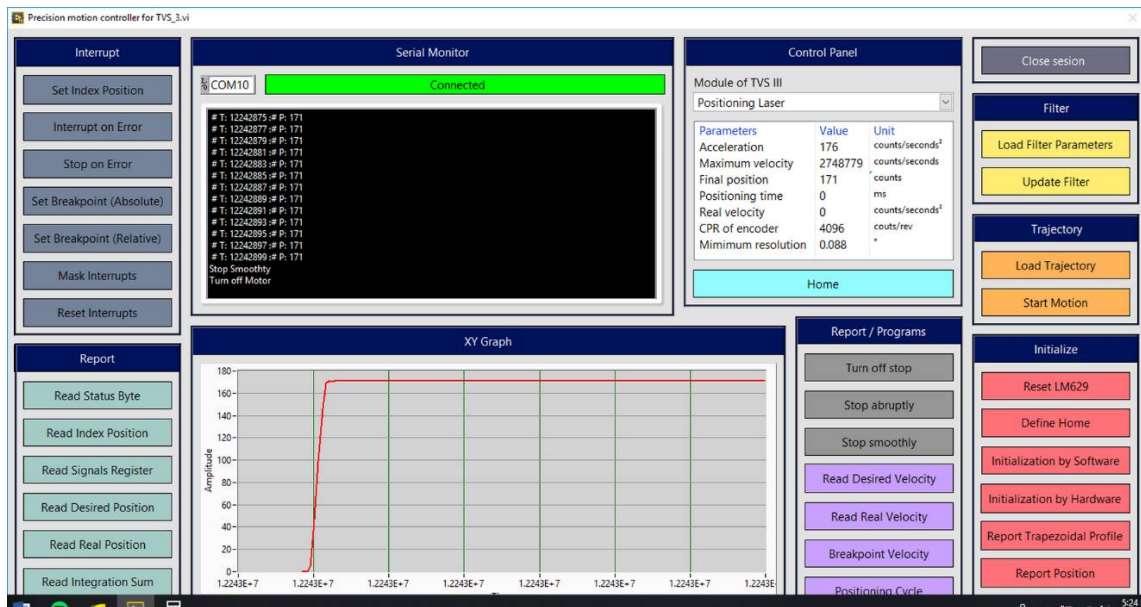 Precision motion controller for TVS_3.vi
Interrupt
Set Index Position
Interrupt on Error
Stop on Error
Set Breakpoint (Absolute)
Set Breakpoint (Relative)
Mask Interrupts
Reset Interrupts
Report
Read Status Byte
Read Index Position
Read Signals Register
Read Desired Position
Read Real Position
Read Integration Sum
Serial Monitor
COM10
Connected
# T: 12242875 ;# P: 171
# T: 12242877 ;# P: 171
# T: 12242879 ;# P: 171
# T: 12242881 ;# P: 171
# T: 12242883 ;# P: 171
# T: 12242885 ;# P: 171
# T: 12242887 ;# P: 171
# T: 12242889 ;# P: 171
# T: 12242891 ;# P: 171
# T: 12242893 ;# P: 171
# T: 12242895 ;# P: 171
# T: 12242897 ;# P: 171
# T: 12242899 ;# P: 171
Stop Smoothty
Turn off Motor
XY Graph
Amplitude
180
160
140
120
100
80
60
40
20
0
1.2243E+7 1.2243E+7 1.2243E+7 1.2243E+7 1.2243E+7 1.2243E+7 1.2243E+7 1.2243E
Control Panel
Module of TVS III
Positioning Laser
Parameters Value Unit
Acceleration 176 counts/seconds²
Maximum velocity 2748779 counts/seconds
Final position 171 counts
Positioning time 0 ms
Real velocity 0 counts/seconds²
CPR of encoder 4096 couts/rev
Mimimum resolution 0.088 °
Home
Report / Programs
Turn off stop
Stop abruptly
Stop smoothly
Read Desired Velocity
Read Real Velocity
Breakpoint Velocity
Positioning Cycle
Close sesion
Filter
Load Filter Parameters
Update Filter
Trajectory
Load Trajectory
Start Motion
Initialize
Reset LM629
Define Home
Initialization by Software
Initialization by Hardware
Report Trapezoidal Profile
Report Position
5:24